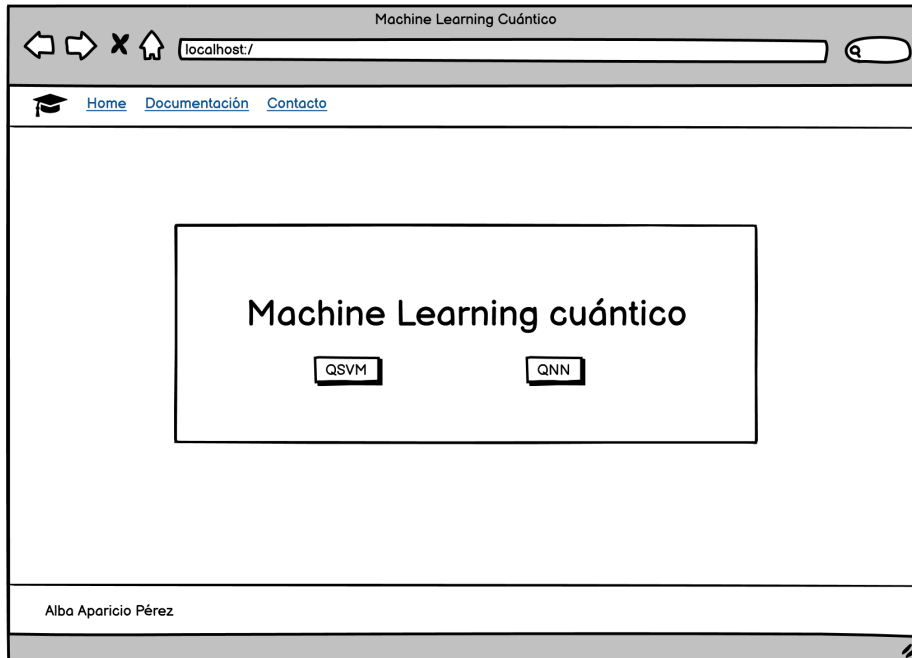 Machine Learning Cuántico
localhost:/
Home Documentación Contacto
Machine Learning cuántico
QSVM QNN
Alba Aparicio Pérez